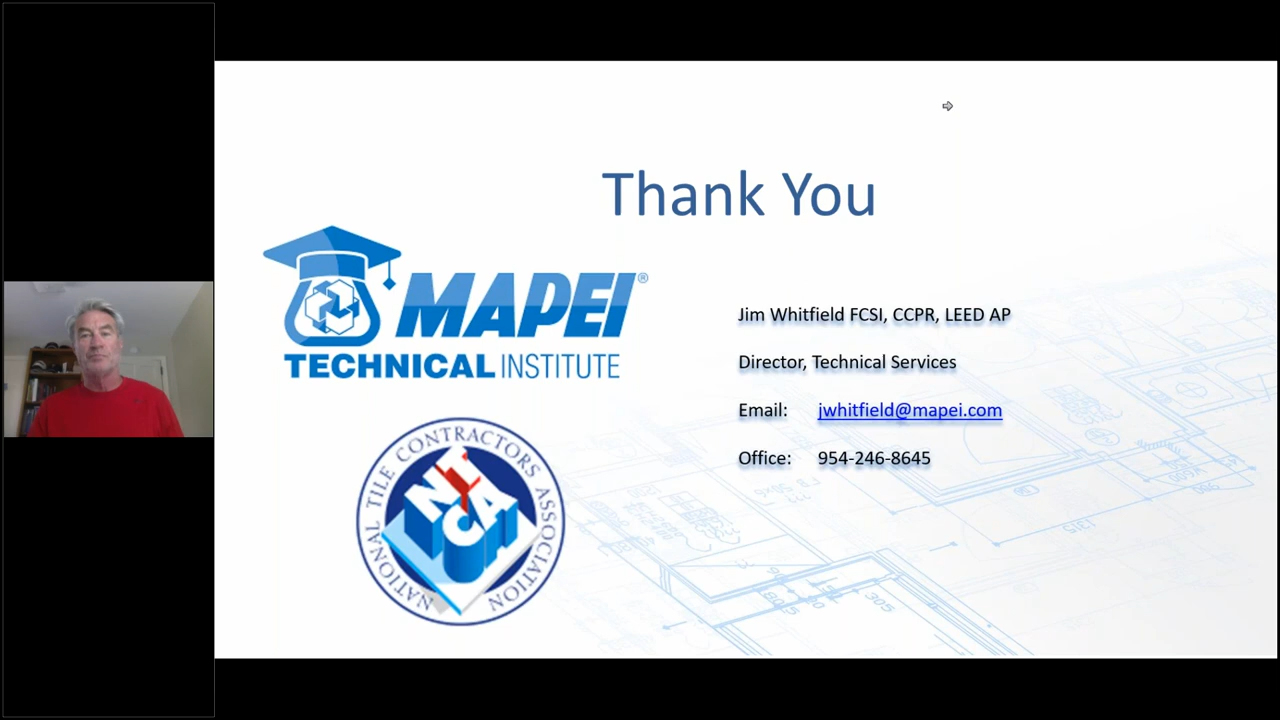 Thank You
MAPEI®
TECHNICAL INSTITUTE
Jim Whitfield FCSI, CCPR, LEED AP
Director, Technical Services
Email: jwhitfield@mapei.com
Office: 954-246-8645
NATIONAL TILE CONTRACTORS ASSOCIATION
NTCA
305